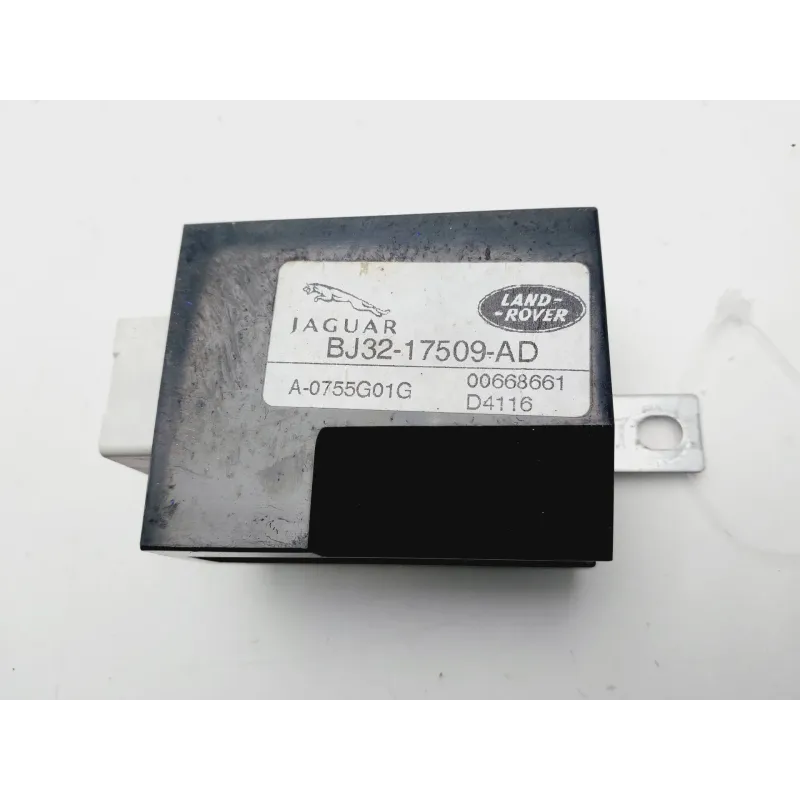 JAGUAR
LAND-
-ROVER
BJ32-17509-AD
A-0755G01G 00668661
D4116